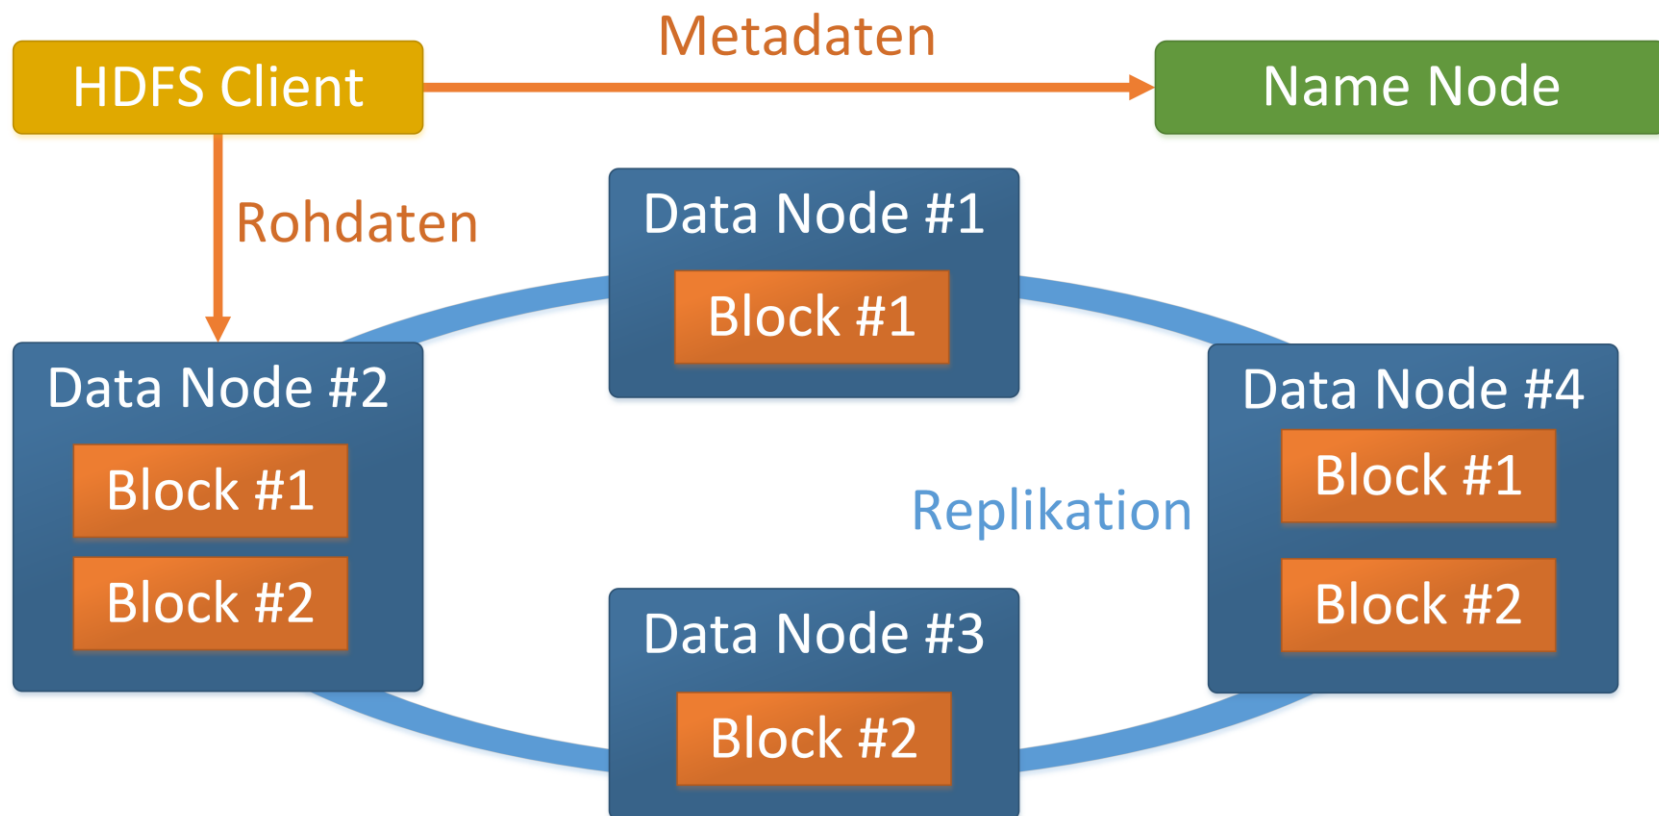 Metadaten
HDFS Client
Name Node
Rohdaten
Data Node #1
Block #1
Data Node #2
Block #1
Block #2
Data Node #4
Block #1
Block #2
Replikation
Data Node #3
Block #2